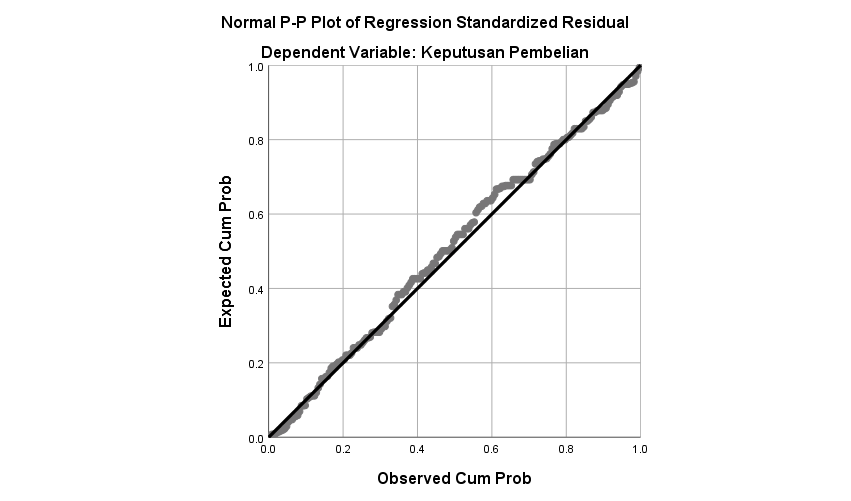 Normal P-P Plot of Regression Standardized Residual
Dependent Variable: Keputusan Pembelian
1.0
0.8
0.6
0.4
0.2
0.0
Expected Cum Prob
0.0 0.2 0.4 0.6 0.8 1.0
Observed Cum Prob